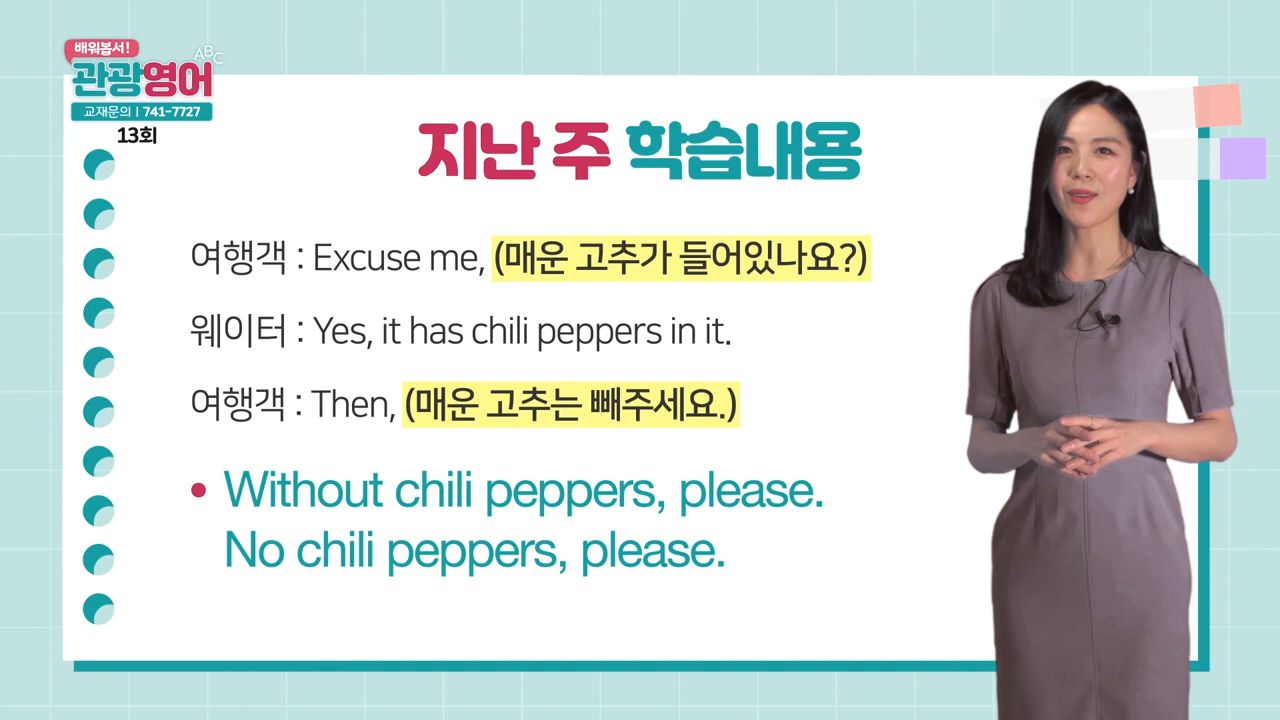 배워봅서!
ABC
관광영어
교재문의 | 741-7727
13회
지난 주 학습내용
여행객 : Excuse me, (매운 고추가 들어있나요?)
웨이터 : Yes, it has chili peppers in it.
여행객 : Then, (매운 고추는 빼주세요.)
• Without chili peppers, please.
No chili peppers, please.